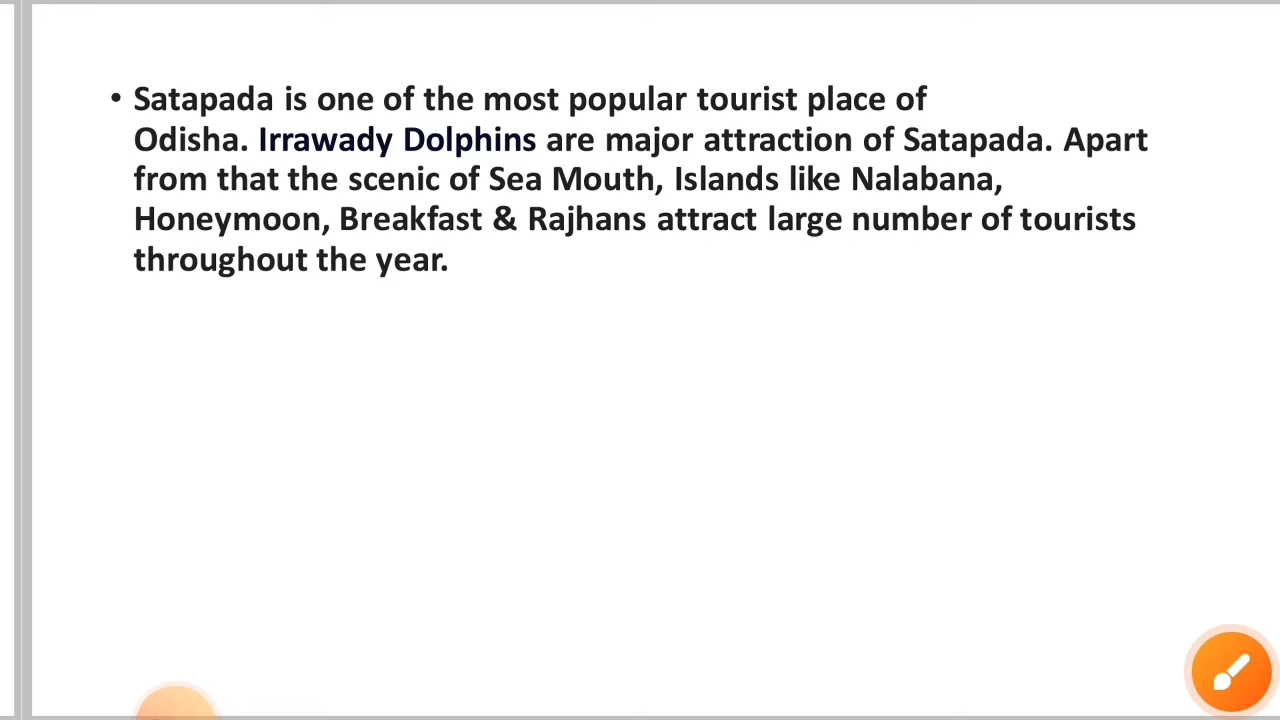 • Satapada is one of the most popular tourist place of
Odisha. Irrawady Dolphins are major attraction of Satapada. Apart
from that the scenic of Sea Mouth, Islands like Nalabana,
Honeymoon, Breakfast & Rajhans attract large number of tourists
throughout the year.